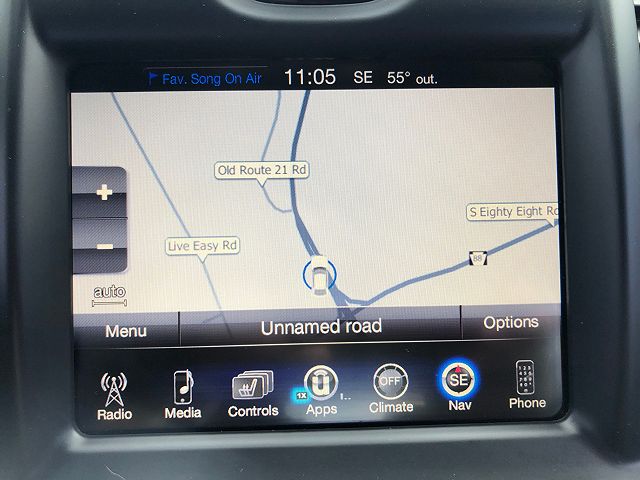 Fav. Song On Air 11:05 SE 55° out.
Old Route 21 Rd
S Eighty Eight Rd
Live Easy Rd
88
+
−
auto
Menu Unnamed road Options
OFF SE
1X
Radio Media Controls Apps Climate Nav Phone